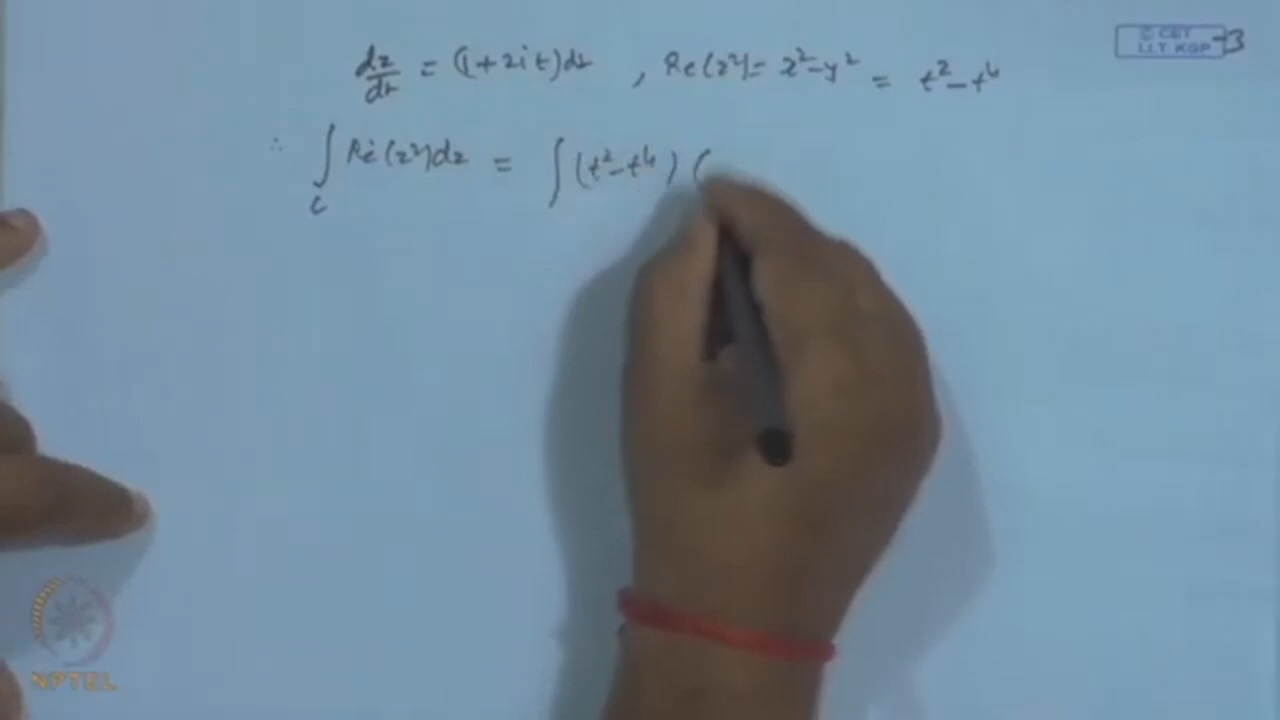 © CET
I.I.T. KGP
dz/dt = (1+2it)dt , Re(z²) = x²-y² = t²-t⁴
∴ ∫_C Re(z²)dz = ∫(t²-t⁴) (
NPTEL